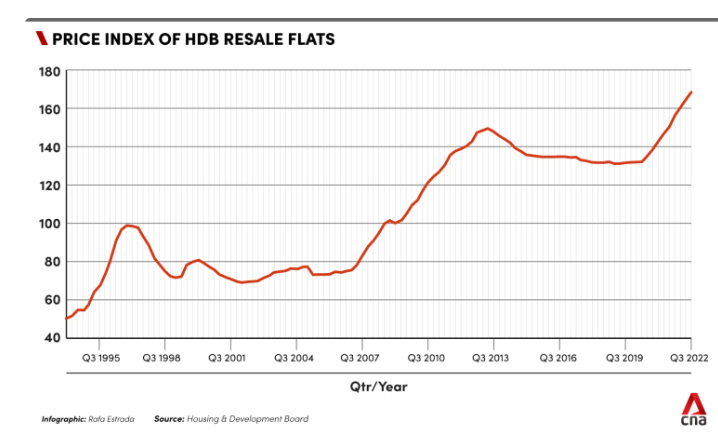 PRICE INDEX OF HDB RESALE FLATS
180
160
140
120
100
80
60
40
Q3 1995 Q3 1998 Q3 2001 Q3 2004 Q3 2007 Q3 2010 Q3 2013 Q3 2016 Q3 2019 Q3 2022
Qtr/Year
Infographic: Rafa Estrada Source: Housing & Development Board
cna